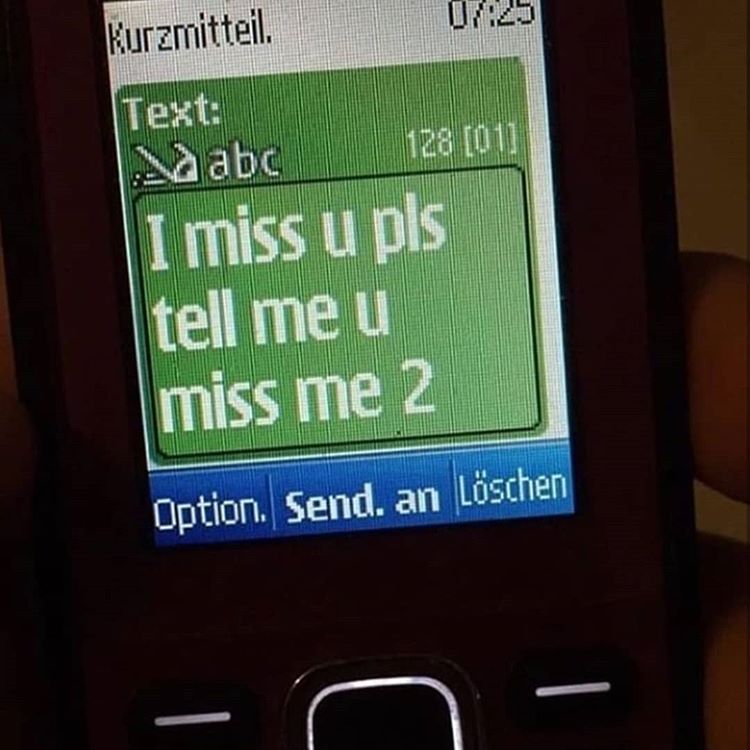 Kurzmitteil.
07:25
Text:
abc
128 [01]
I miss u pls
tell me u
miss me 2
Option.
Send. an
Löschen